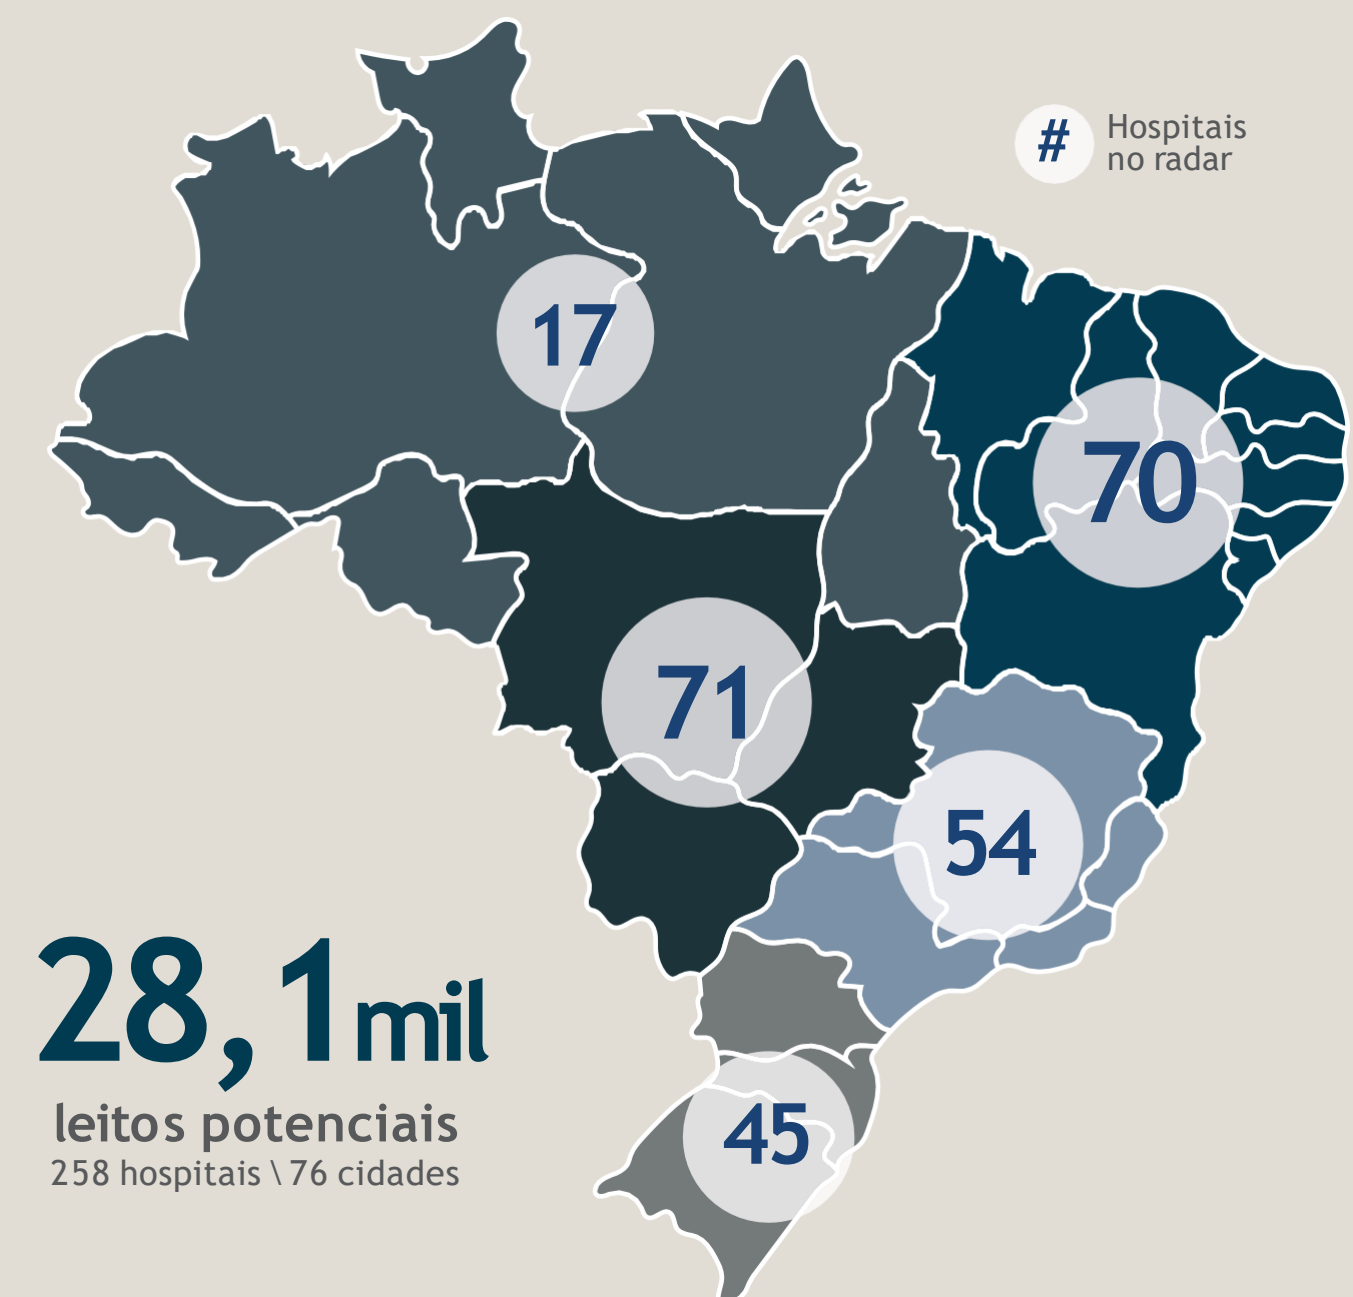 #
Hospitais
no radar
17
70
71
54
45
28,1mil
leitos potenciais
258 hospitais \ 76 cidades